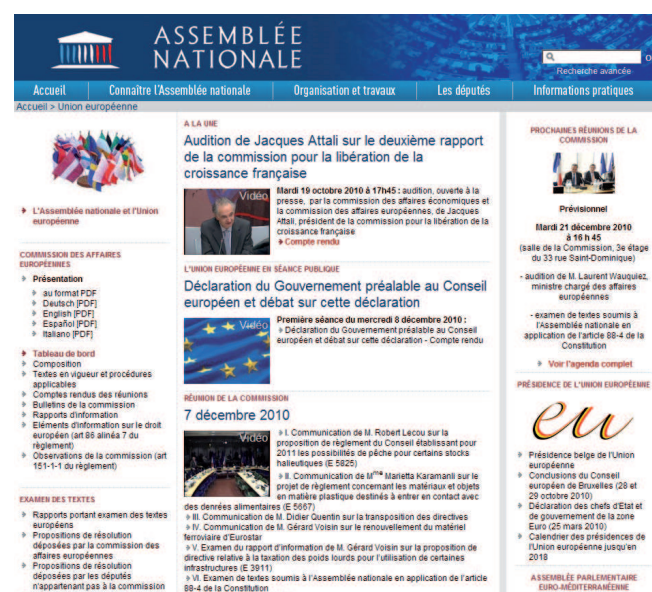 ASSEMBLÉE
NATIONALE
Recherche avancée
Accueil
Connaître l'Assemblée nationale
Organisation et travaux
Les députés
Informations pratiques
Accueil > Union européenne
L'Assemblée nationale et l'Union
européenne
COMMISSION DES AFFAIRES
EUROPÉENNES
Présentation
au format PDF
Deutsch [PDF]
English [PDF]
Español [PDF]
Italiano [PDF]
Tableau de bord
Composition
Textes en vigueur et procédures
applicables
Comptes rendus des réunions
Bulletins de la commission
Rapports d'information
Eléments d'information sur le droit
européen (art 86 alinéa 7 du
règlement)
Observations de la commission (art
151-1-1 du règlement)
EXAMEN DES TEXTES
Rapports portant examen des textes
européens
Propositions de résolution
déposées par la commission des
affaires européennes
Propositions de résolution
déposées par les députés
n'appartenant pas à la commission
A LA UNE
Audition de Jacques Attali sur le deuxième rapport
de la commission pour la libération de la
croissance française
Vidéo
Mardi 19 octobre 2010 à 17h45 : audition, ouverte à la
presse, par la commission des affaires économiques et
la commission des affaires européennes, de Jacques
Attali, président de la commission pour la libération de la
croissance française
Compte rendu
L'UNION EUROPÉENNE EN SÉANCE PUBLIQUE
Déclaration du Gouvernement préalable au Conseil
européen et débat sur cette déclaration
Vidéo
Première séance du mercredi 8 décembre 2010 :
Déclaration du Gouvernement préalable au Conseil
européen et débat sur cette déclaration - Compte rendu
RÉUNION DE LA COMMISSION
7 décembre 2010
Vidéo
I. Communication de M. Robert Lecou sur la
proposition de règlement du Conseil établissant pour
2011 les possibilités de pêche pour certains stocks
halieutiques (E 5825)
II. Communication de Mme Marietta Karamanli sur le
projet de règlement concernant les matériaux et objets
en matière plastique destinés à entrer en contact avec
des denrées alimentaires (E 5667)
III. Communication de M. Didier Quentin sur la transposition des directives
IV. Communication de M. Gérard Voisin sur le renouvellement du matériel
ferroviaire d'Eurostar
V. Examen du rapport d'information de M. Gérard Voisin sur la proposition de
directive relative à la taxation des poids lourds pour l'utilisation de certaines
infrastructures (E 3911)
VI. Examen de textes soumis à l'Assemblée nationale en application de l'article
88-4 de la Constitution
PROCHAINES RÉUNIONS DE LA
COMMISSION
Prévisionnel
Mardi 21 décembre 2010
à 16 h 45
(salle de la Commission, 3e étage
du 33 rue Saint-Dominique)
- audition de M. Laurent Wauquiez,
ministre chargé des affaires
européennes
- examen de textes soumis à
l'Assemblée nationale en
application de l'article 88-4 de la
Constitution
Voir l'agenda complet
PRÉSIDENCE DE L'UNION EUROPÉENNE
eu
Présidence belge de l'Union
européenne
Conclusions du Conseil
européen de Bruxelles (28 et
29 octobre 2010)
Déclaration des chefs d'Etat et
de gouvernement de la zone
Euro (25 mars 2010)
Calendrier des présidences de
l'Union européenne jusqu'en
2018
ASSEMBLÉE PARLEMENTAIRE
EURO-MÉDITERRANÉENNE